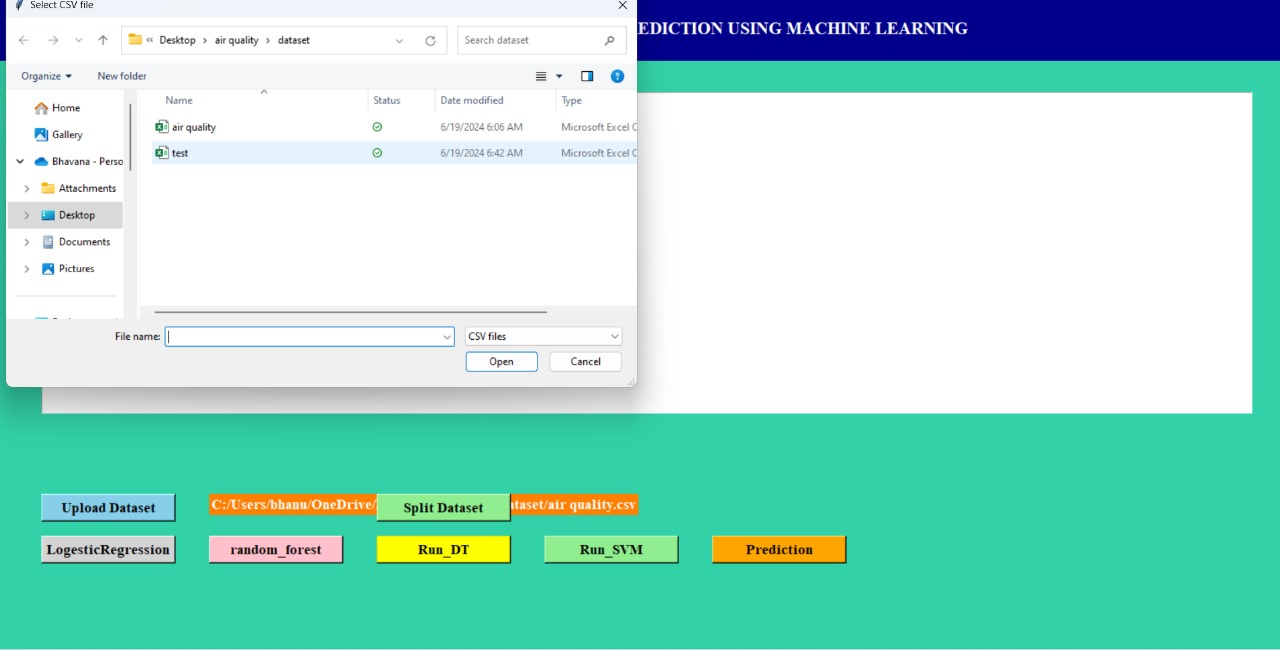 Select CSV file
EDICTION USING MACHINE LEARNING
« Desktop > air quality > dataset
Search dataset
Organize
New folder
Name
Status
Date modified
Type
Home
Gallery
Bhavana - Perso
Attachments
Desktop
Documents
Pictures
air quality
6/19/2024 6:06 AM
Microsoft Excel C
test
6/19/2024 6:42 AM
Microsoft Excel C
File name:
CSV files
Open
Cancel
Upload Dataset
C:/Users/bhanu/OneDrive/
Split Dataset
taset/air quality.csv
LogesticRegression
random_forest
Run_DT
Run_SVM
Prediction